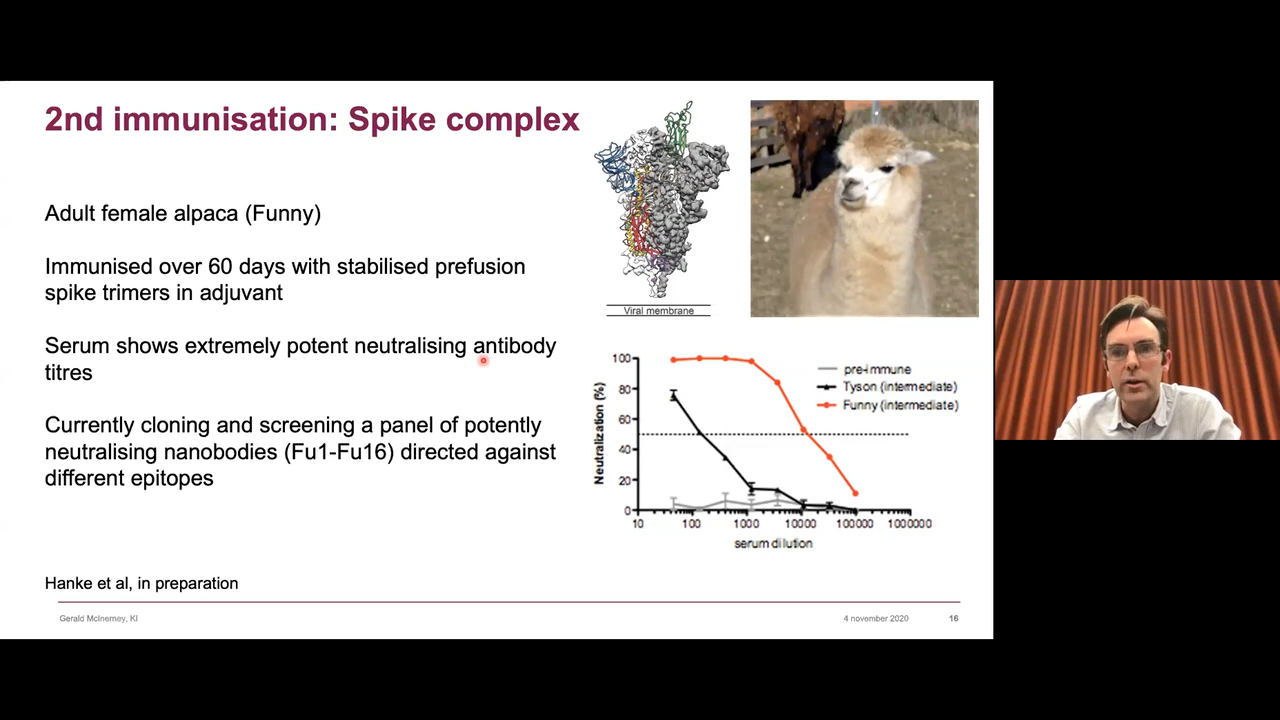 2nd immunisation: Spike complex
Adult female alpaca (Funny)
Immunised over 60 days with stabilised prefusion
spike trimers in adjuvant
Serum shows extremely potent neutralising antibody
titres
Currently cloning and screening a panel of potently
neutralising nanobodies (Fu1-Fu16) directed against
different epitopes
Hanke et al, in preparation
Viral membrane
100
80
60
40
20
0
Neutralization (%)
10 100 1000 10000 100000 1000000
serum dilution
pre-immune
Tyson (intermediate)
Funny (intermediate)
Gerald McInerney, KI
4 november 2020
16